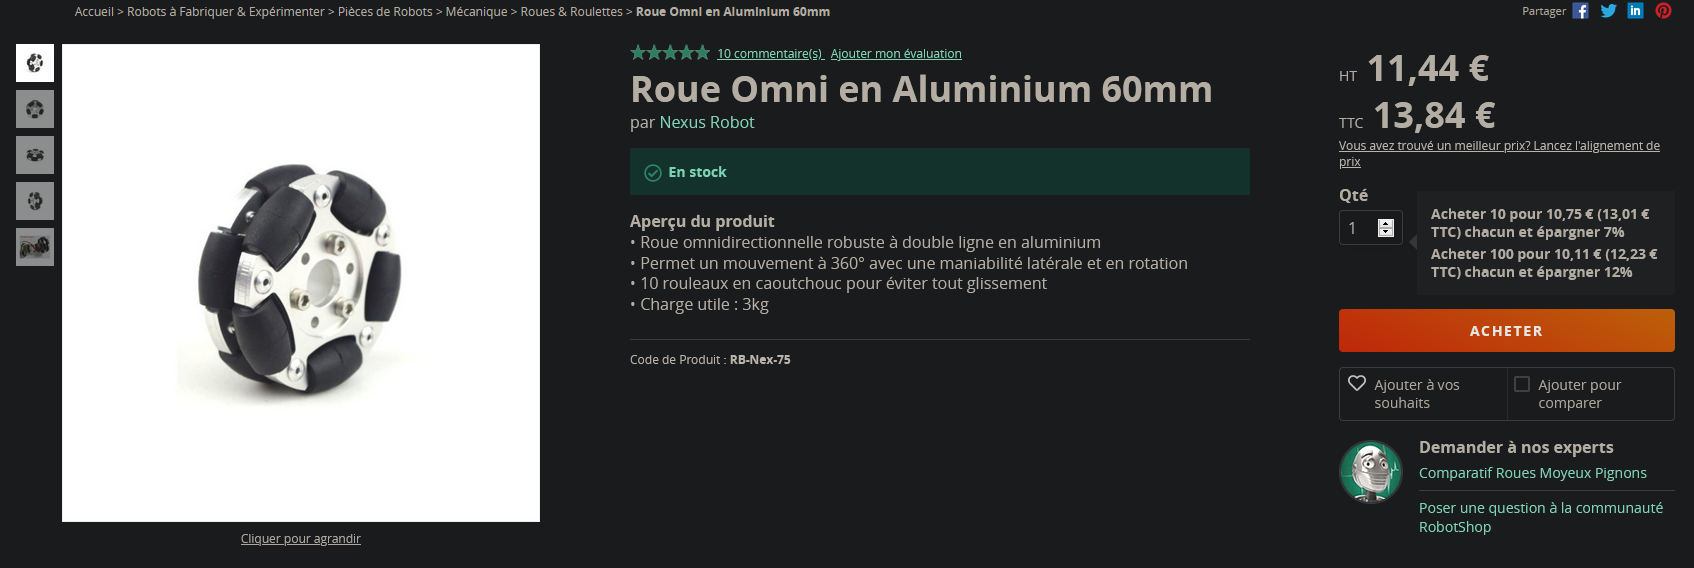 Accueil > Robots à Fabriquer & Expérimenter > Pièces de Robots > Mécanique > Roues & Roulettes > Roue Omni en Aluminium 60mm
Partager
10 commentaire(s) Ajouter mon évaluation
Roue Omni en Aluminium 60mm
par Nexus Robot
En stock
Aperçu du produit
• Roue omnidirectionnelle robuste à double ligne en aluminium
• Permet un mouvement à 360° avec une maniabilité latérale et en rotation
• 10 rouleaux en caoutchouc pour éviter tout glissement
• Charge utile : 3kg
Code de Produit : RB-Nex-75
Cliquer pour agrandir
HT 11,44 €
TTC 13,84 €
Vous avez trouvé un meilleur prix? Lancez l'alignement de
prix
Qté
1
Acheter 10 pour 10,75 € (13,01 €
TTC) chacun et épargner 7%
Acheter 100 pour 10,11 € (12,23 €
TTC) chacun et épargner 12%
ACHETER
Ajouter à vos
souhaits
Ajouter pour
comparer
Demander à nos experts
Comparatif Roues Moyeux Pignons
Poser une question à la communauté
RobotShop